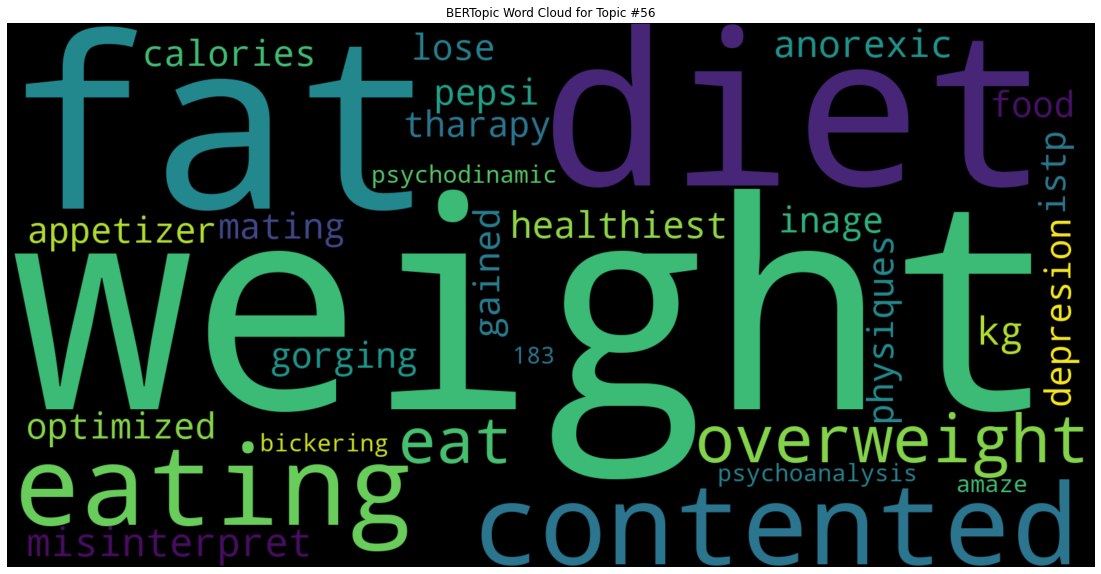 BERTopic Word Cloud for Topic #56
fat
calories
lose
diet
anorexic
pepsi
food
tharapy
istp
psychodinamic
appetizer
mating
gained
healthiest
inage
weight
physiques
depresion
gorging
183
kg
optimized
bickering
eat
overweight
eating
psychoanalysis
amaze
misinterpret
contented